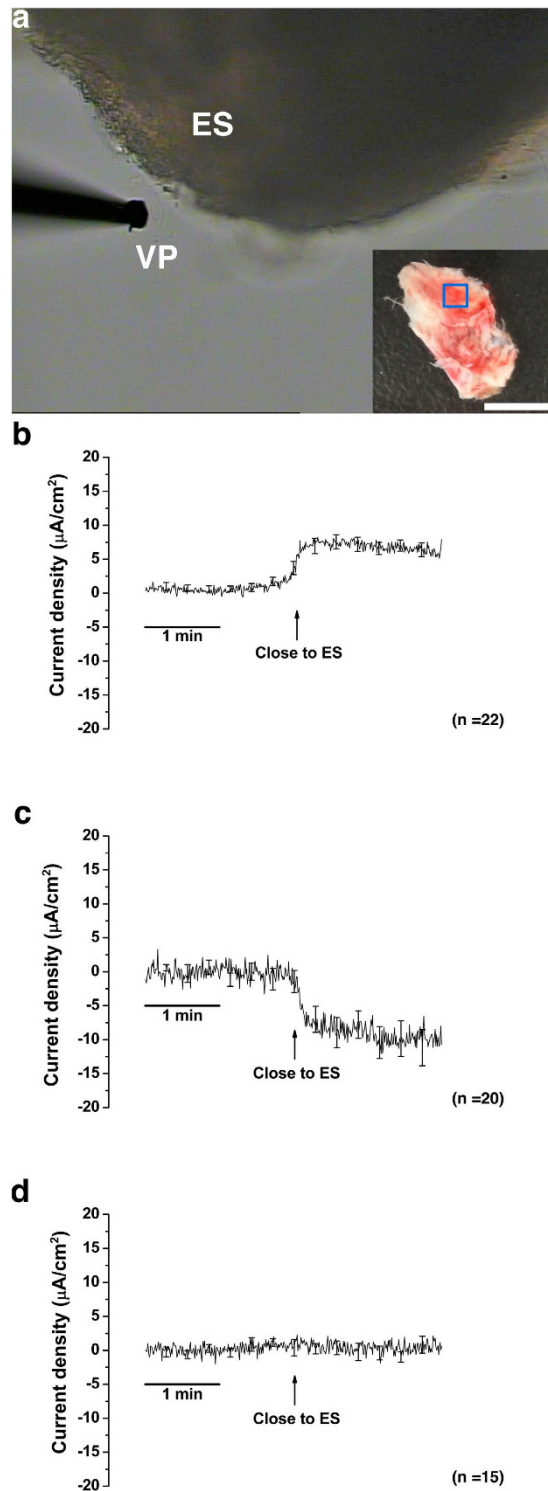 a
ES
VP
b
20
15
10
5
0
-5
-10
-15
-20
Current density (µA/cm²)
1 min
Close to ES
(n =22)
c
20
15
10
5
0
-5
-10
-15
-20
Current density (µA/cm²)
1 min
Close to ES
(n =20)
d
20
15
10
5
0
-5
-10
-15
-20
Current density (µA/cm²)
1 min
Close to ES
(n =15)